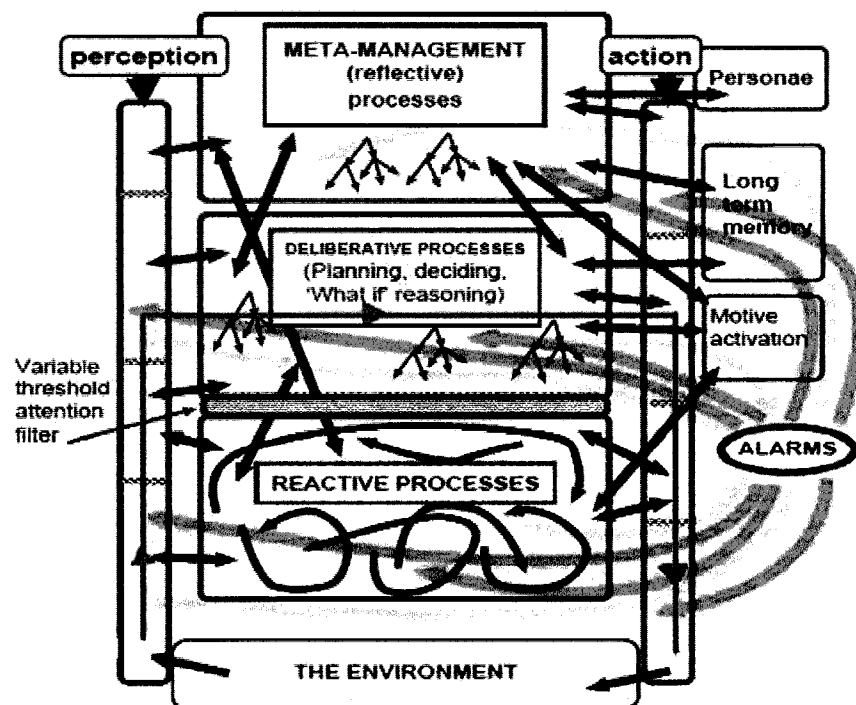 perception
META-MANAGEMENT
(reflective)
processes
action
Personae
Long
term
memory
DELIBERATIVE PROCESSES
(Planning, deciding,
'What if' reasoning)
Motive
activation
Variable
threshold
attention
filter
ALARMS
REACTIVE PROCESSES
THE ENVIRONMENT